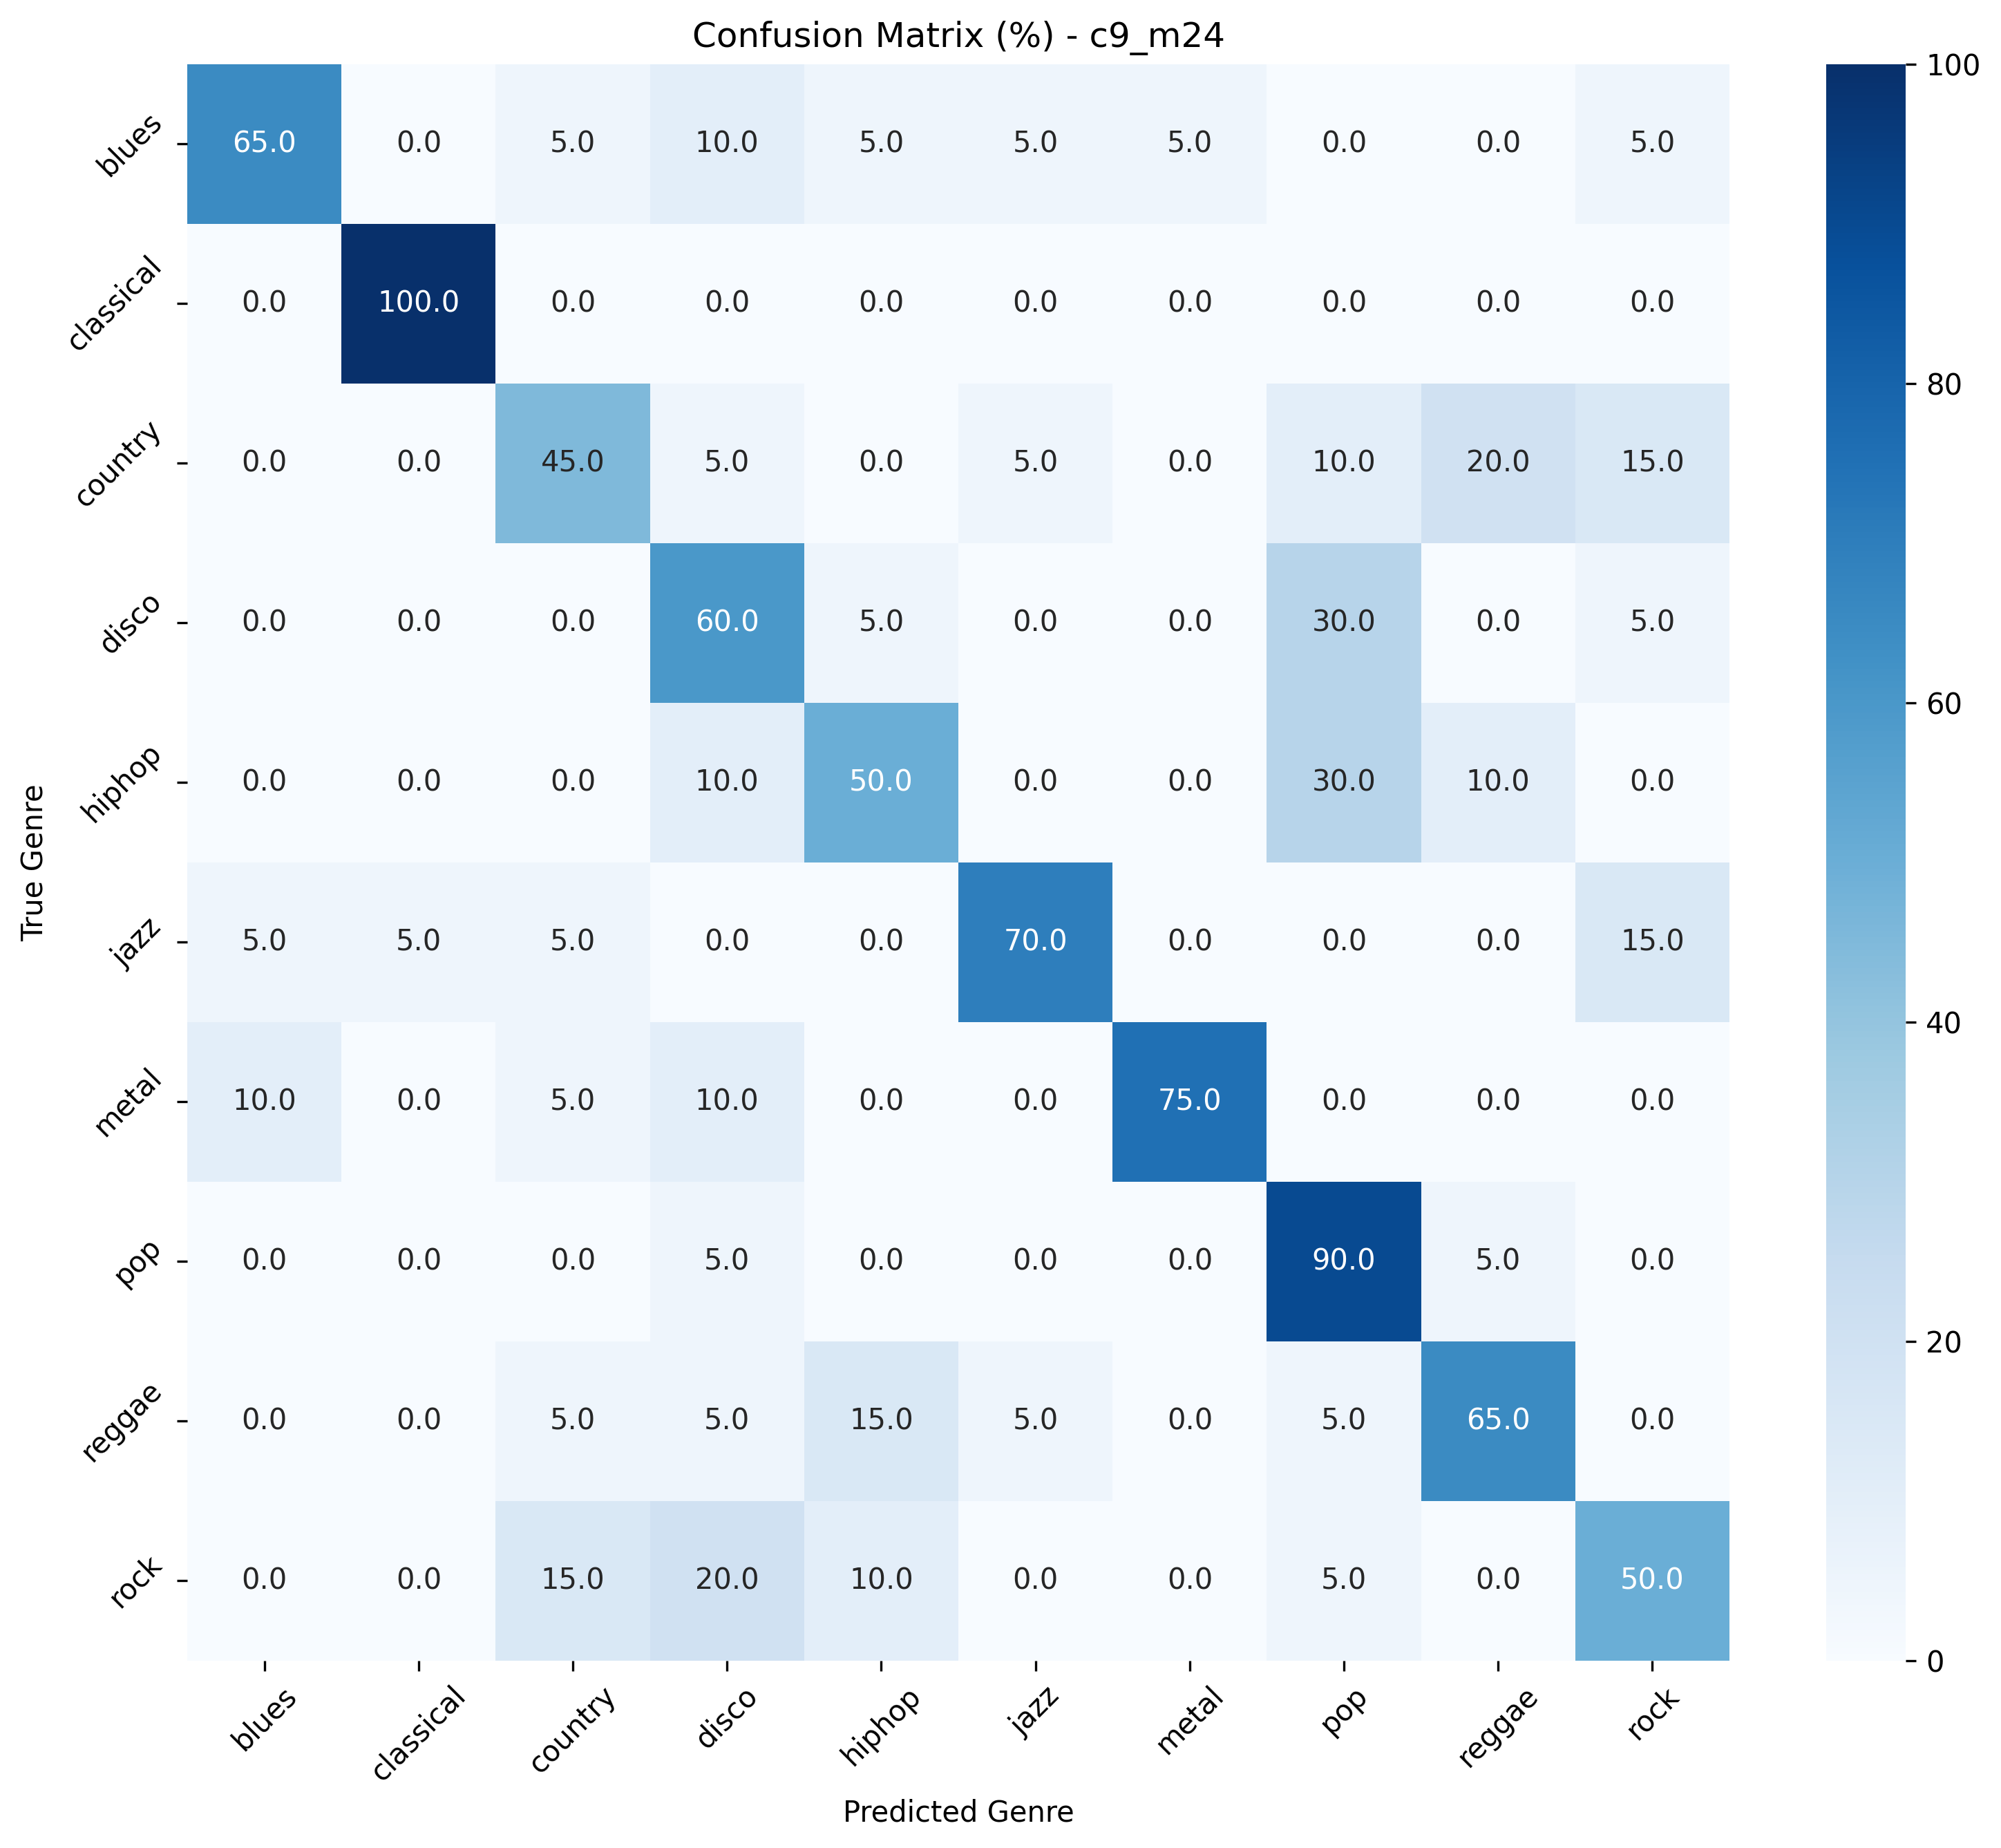 Confusion Matrix (%) - c9_m24
blues 65.0 0.0 5.0 10.0 5.0 5.0 5.0 0.0 0.0 5.0
classical 0.0 100.0 0.0 0.0 0.0 0.0 0.0 0.0 0.0 0.0
country 0.0 0.0 45.0 5.0 0.0 5.0 0.0 10.0 20.0 15.0
disco 0.0 0.0 0.0 60.0 5.0 0.0 0.0 30.0 0.0 5.0
hiphop 0.0 0.0 0.0 10.0 50.0 0.0 0.0 30.0 10.0 0.0
jazz 5.0 5.0 5.0 0.0 0.0 70.0 0.0 0.0 0.0 15.0
metal 10.0 0.0 5.0 10.0 0.0 0.0 75.0 0.0 0.0 0.0
pop 0.0 0.0 0.0 5.0 0.0 0.0 0.0 90.0 5.0 0.0
reggae 0.0 0.0 5.0 5.0 15.0 5.0 0.0 5.0 65.0 0.0
rock 0.0 0.0 15.0 20.0 10.0 0.0 0.0 5.0 0.0 50.0
blues classical country disco hiphop jazz metal pop reggae rock
True Genre
Predicted Genre
100
80
60
40
20
0